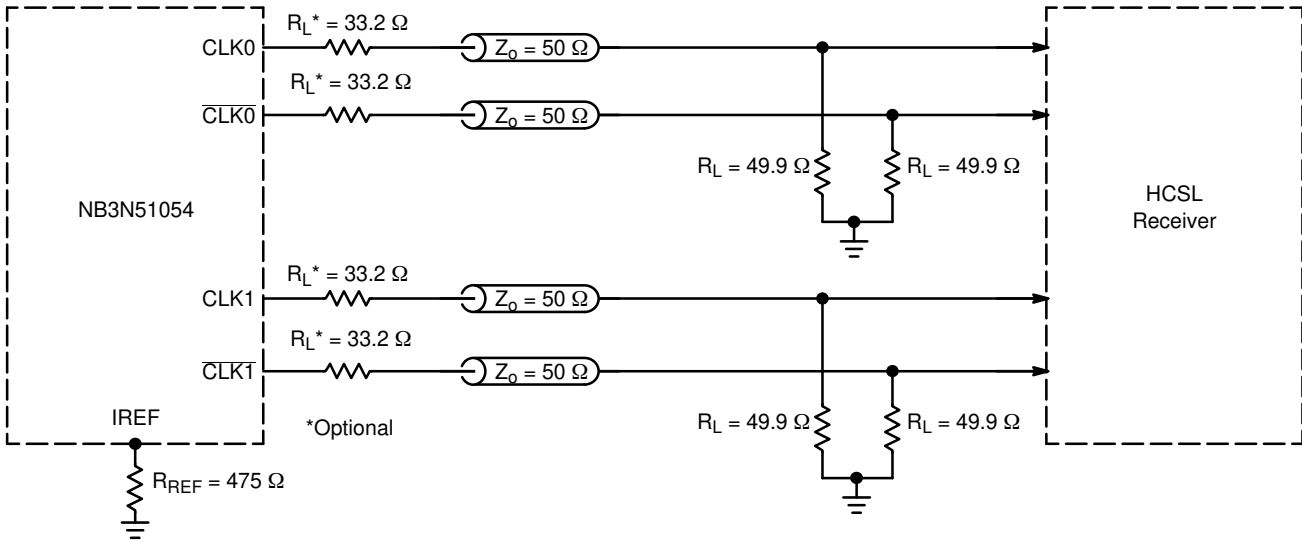 R_L* = 33.2 Ω
CLK0
Z_o = 50 Ω
R_L* = 33.2 Ω
C̅L̅K̅0̅
Z_o = 50 Ω
R_L = 49.9 Ω
R_L = 49.9 Ω
NB3N51054
HCSL
Receiver
R_L* = 33.2 Ω
CLK1
Z_o = 50 Ω
R_L* = 33.2 Ω
C̅L̅K̅1̅
Z_o = 50 Ω
IREF
*Optional
R_L = 49.9 Ω
R_L = 49.9 Ω
R_REF = 475 Ω